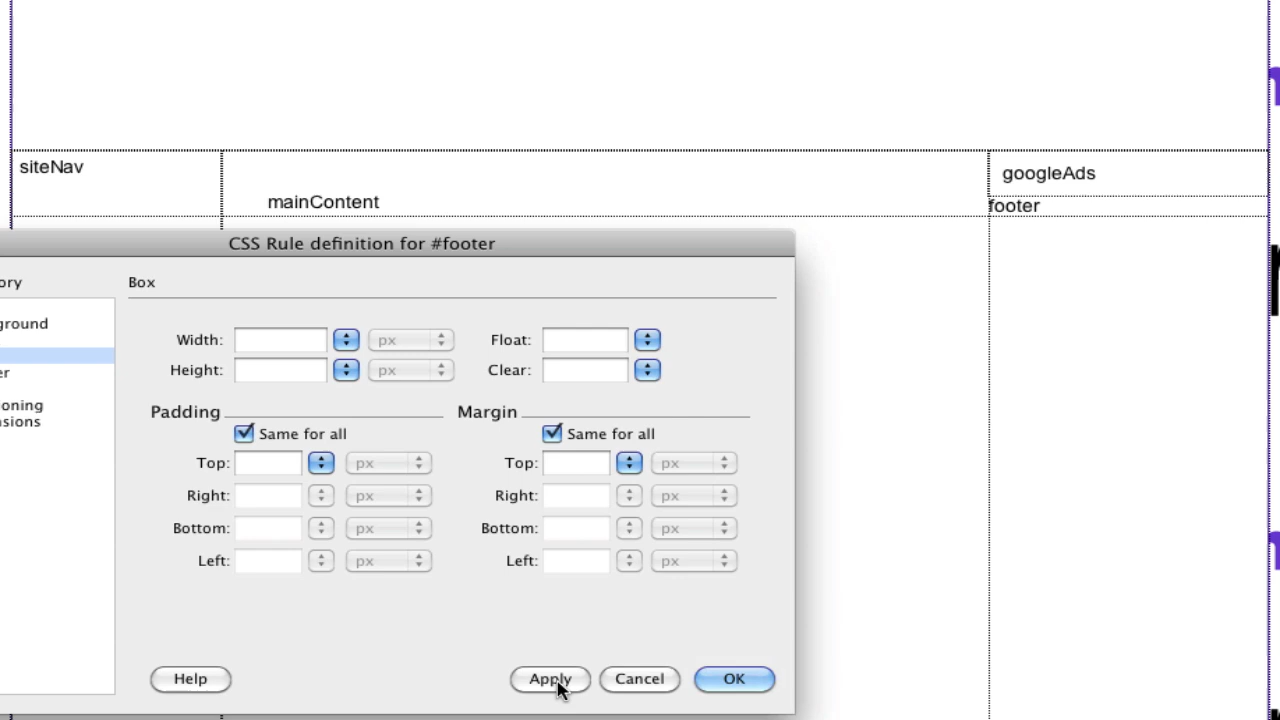 siteNav
googleAds
mainContent
footer
CSS Rule definition for #footer
Box
Width:
px
Float:
Height:
px
Clear:
Padding
Margin
Same for all
Same for all
Top:
px
Top:
px
Right:
px
Right:
px
Bottom:
px
Bottom:
px
Left:
px
Left:
px
Help
Apply
Cancel
OK